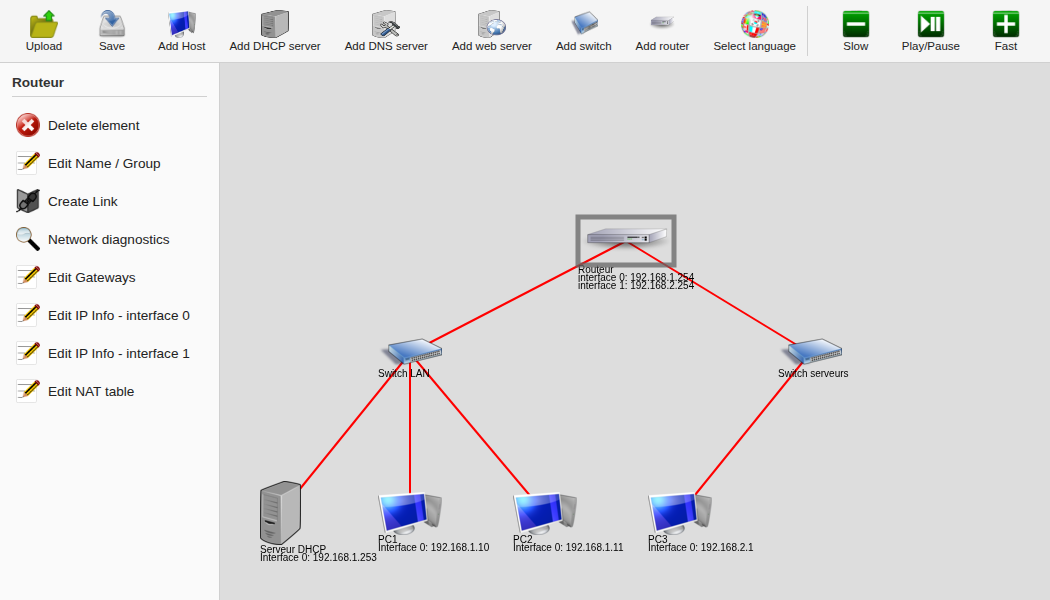 Upload
Save
Add Host
Add DHCP server
Add DNS server
Add web server
Add switch
Add router
Select language
Slow
Play/Pause
Fast
Routeur
Delete element
Edit Name / Group
Create Link
Network diagnostics
Edit Gateways
Edit IP Info - interface 0
Edit IP Info - interface 1
Edit NAT table
Routeur
interface 0: 192.168.1.254
interface 1: 192.168.2.254
Switch LAN
Switch serveurs
Serveur DHCP
Interface 0: 192.168.1.253
PC1
Interface 0: 192.168.1.10
PC2
Interface 0: 192.168.1.11
PC3
Interface 0: 192.168.2.1